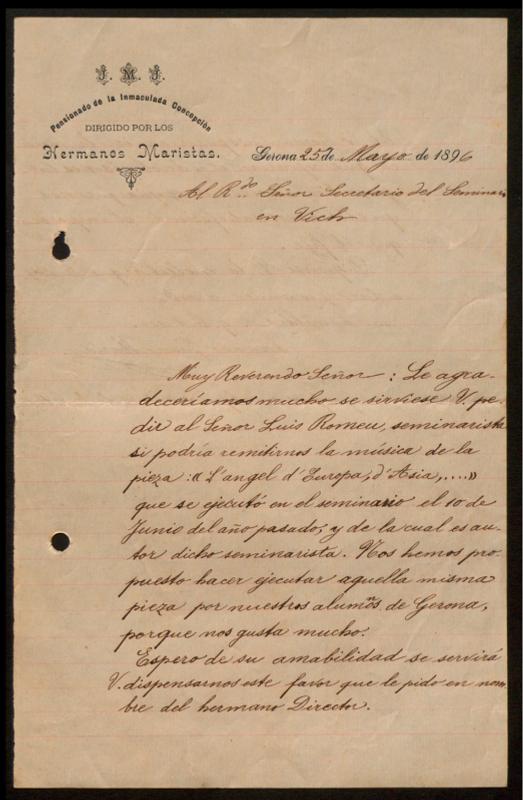 J. M. J.
Pensionado de la Inmaculada Concepción
DIRIGIDO POR LOS
Hermanos Maristas.
Gerona 25 de Mayo de 1896
Al Rdo. Señor Secretario del Seminario
en Vich
Muy Reverendo Señor: Le agra-
deceríamos mucho se sirviese V. pe-
dir al Señor Luis Romeu, seminarista
si podría remitirnos la música de la
pieza: «L'angel d'Europa, d'Asia,....»
que se ejecutó en el seminario el 10 de
Junio del año pasado, y de la cual es au-
tor dicho seminarista. Nos hemos pro-
puesto hacer ejecutar aquella misma
pieza por nuestros alumnos de Gerona,
porque nos gusta mucho.
Espero de su amabilidad se servirá
V. dispensarnos este favor que le pido en nom-
bre del hermano Director.